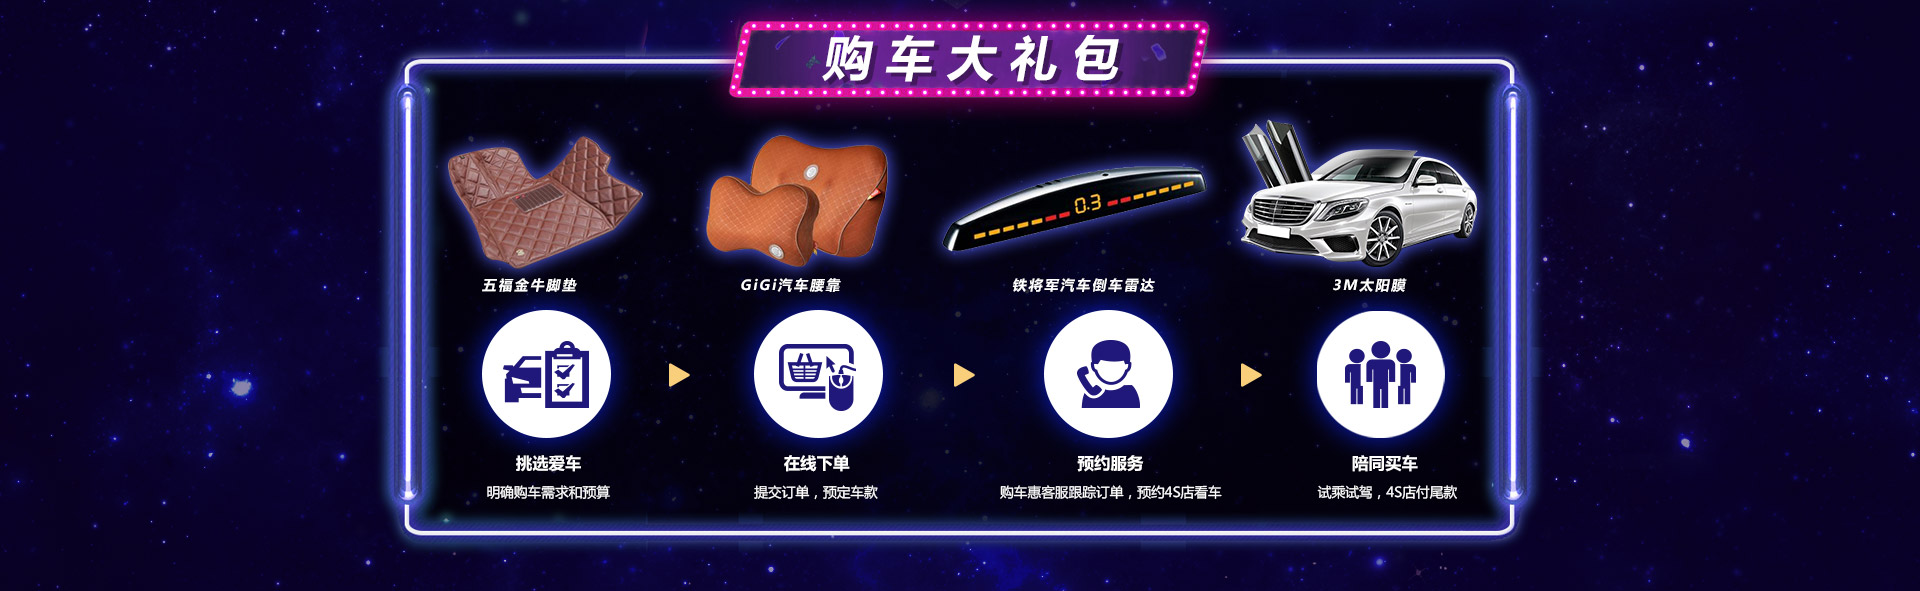 购车大礼包
0.3
五福金牛脚垫
GiGi汽车腰靠
铁将军汽车倒车雷达
3M太阳膜
挑选爱车
在线下单
预约服务
陪同买车
明确购车需求和预算
提交订单，预定车款
购车惠客服跟踪订单，预约4S店看车
试乘试驾，4S店付尾款